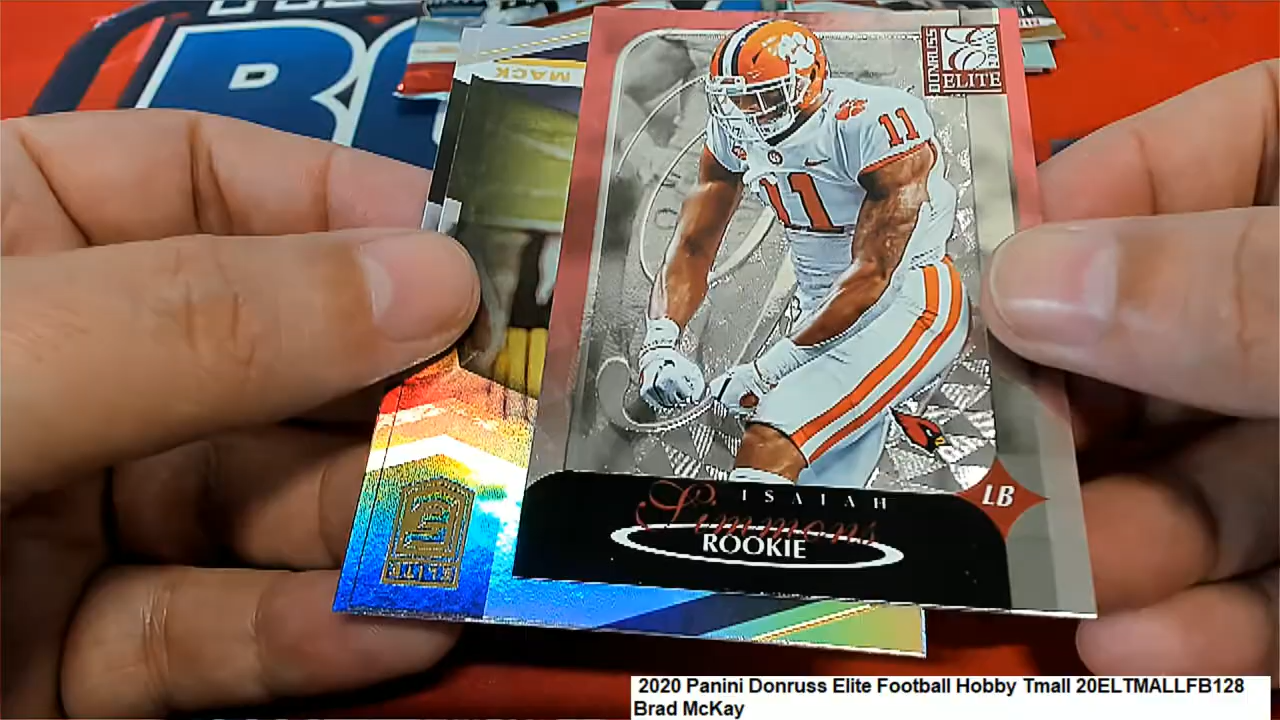 MACK
DONRUSS
ELITE
2000
11
11
ISAIAH
Simmons
LB
ROOKIE
ELITE
2020 Panini Donruss Elite Football Hobby Tmall 20ELTMALLFB128
Brad McKay